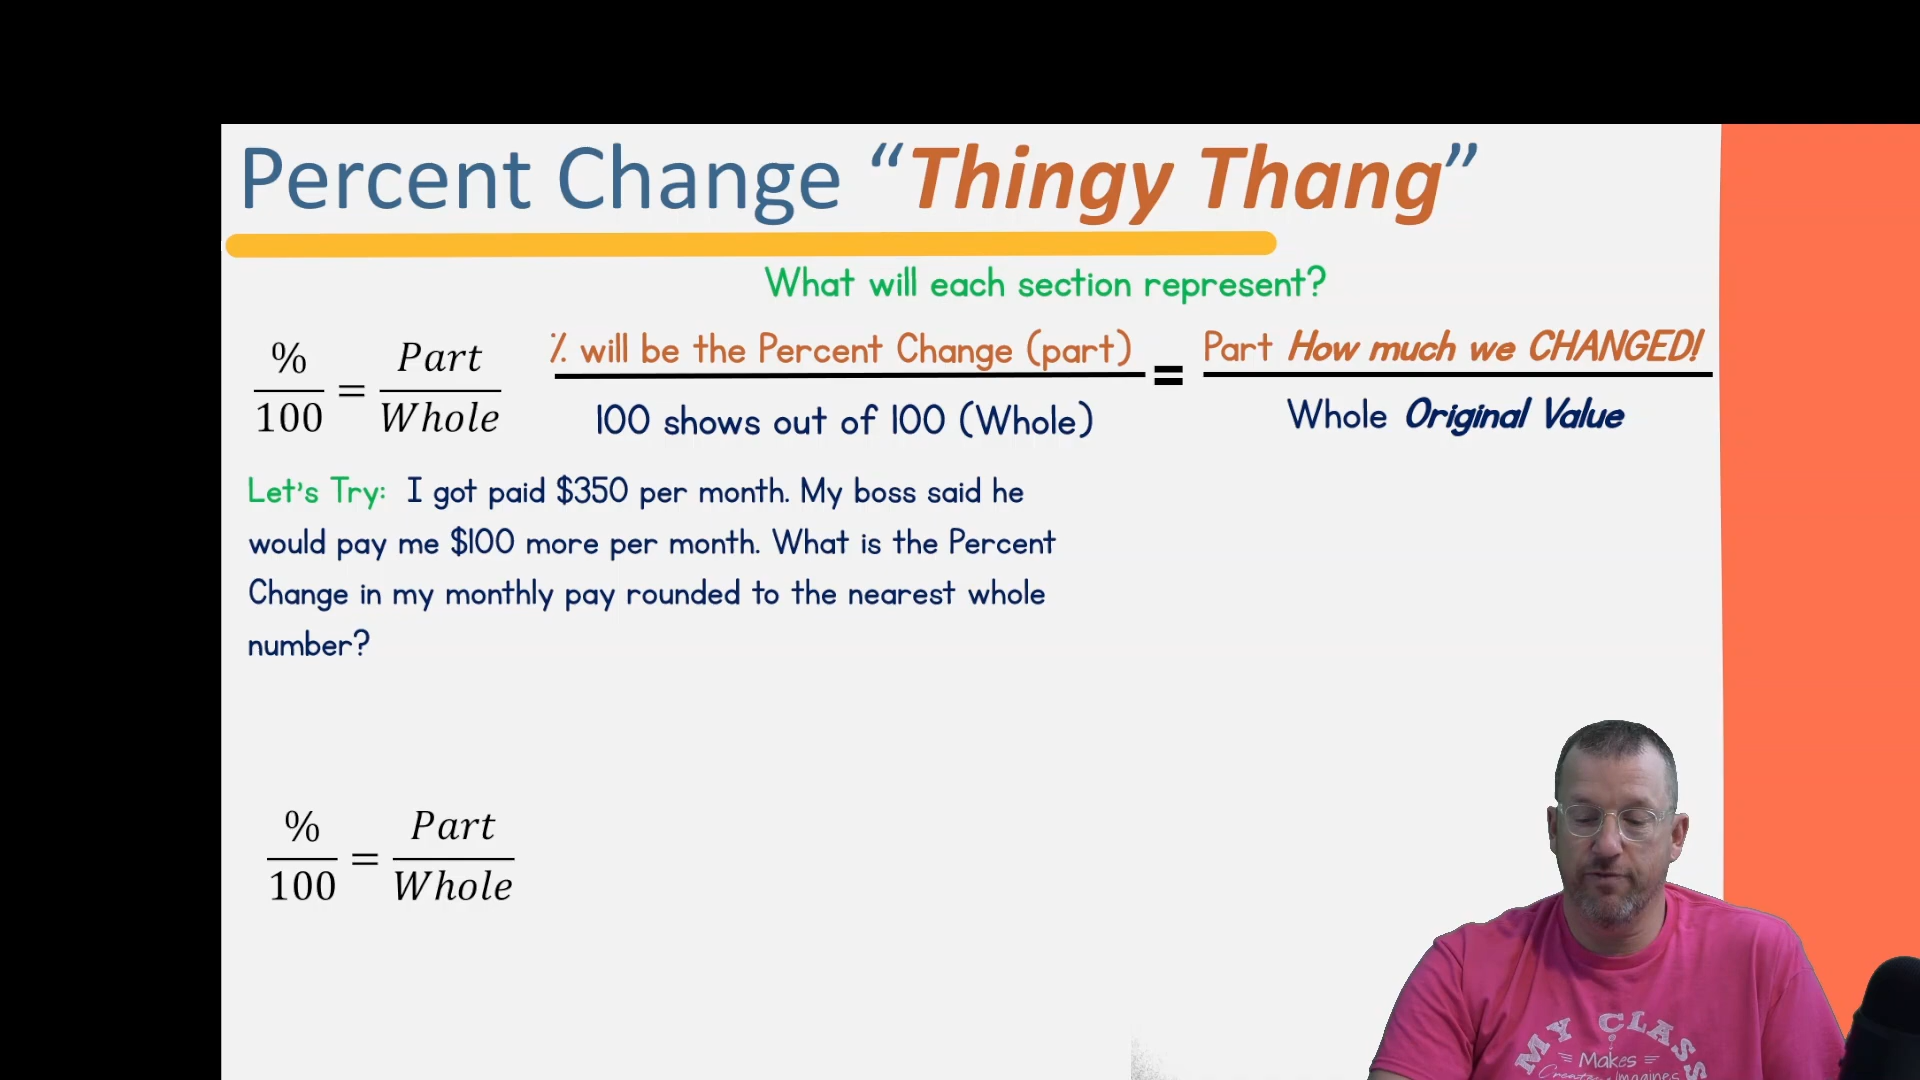 Percent Change “Thingy Thang”
What will each section represent?
%/100 = Part/Whole
% will be the Percent Change (part) = Part How much we CHANGED!
100 shows out of 100 (Whole) Whole Original Value
Let's Try: I got paid $350 per month. My boss said he
would pay me $100 more per month. What is the Percent
Change in my monthly pay rounded to the nearest whole
number?
%/100 = Part/Whole
MY CLASS
Makes